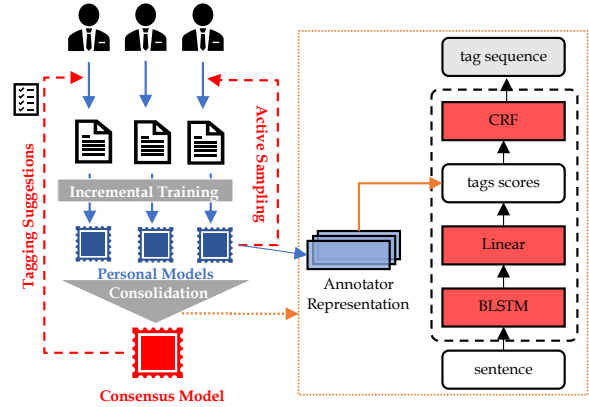 tag sequence
CRF
tags scores
Linear
BLSTM
sentence
Tagging Suggestions
Active Sampling
Incremental Training
Personal Models
Consolidation
Consensus Model
Annotator
Representation